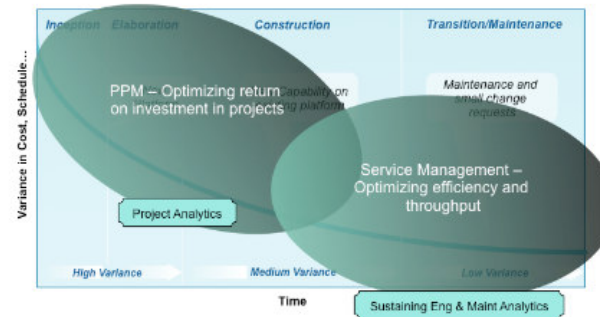 Inception
Elaboration
Construction
Transition/Maintenance
Variance in Cost, Schedule...
PPM – Optimizing return
on investment in projects
Capability on
platform
Maintenance and
small change
requests
Service Management –
Optimizing efficiency and
throughput
Project Analytics
High Variance
Medium Variance
Low Variance
Time
Sustaining Eng & Maint Analytics